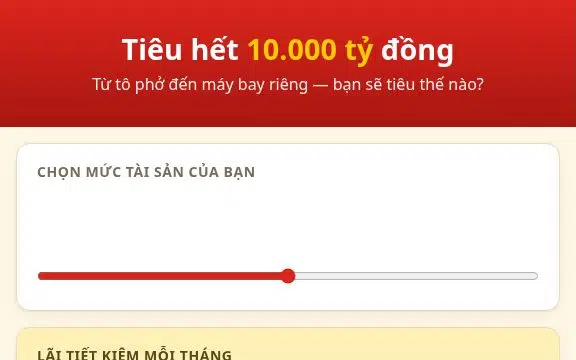 Tiêu hết 10.000 tỷ đồng
Từ tô phở đến máy bay riêng — bạn sẽ tiêu thế nào?
CHỌN MỨC TÀI SẢN CỦA BẠN
LÃI TIẾT KIỆM MỖI THÁNG